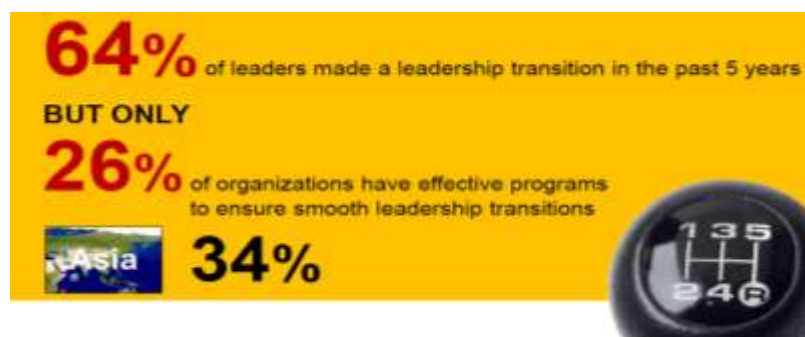 64% of leaders made a leadership transition in the past 5 years
BUT ONLY
26% of organizations have effective programs
to ensure smooth leadership transitions
Asia 34%
1 3 5
2 4 R